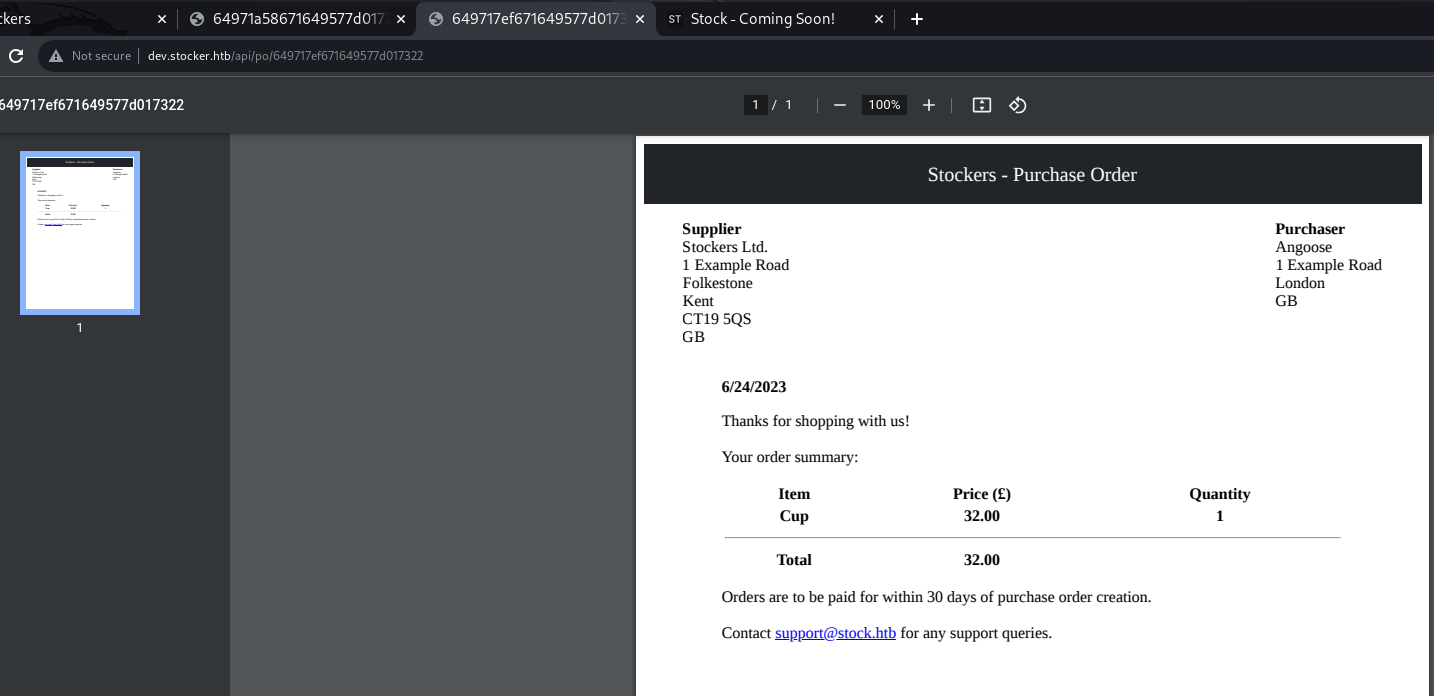 ckers
64971a58671649577d017
649717ef671649577d0173
ST Stock - Coming Soon!
Not secure dev.stocker.htb/api/po/649717ef671649577d017322
649717ef671649577d017322
1 / 1
100%
1
Stockers - Purchase Order
Supplier
Stockers Ltd.
1 Example Road
Folkestone
Kent
CT19 5QS
GB
Purchaser
Angoose
1 Example Road
London
GB
6/24/2023
Thanks for shopping with us!
Your order summary:
Item Price (£) Quantity
Cup 32.00 1
Total 32.00
Orders are to be paid for within 30 days of purchase order creation.
Contact support@stock.htb for any support queries.